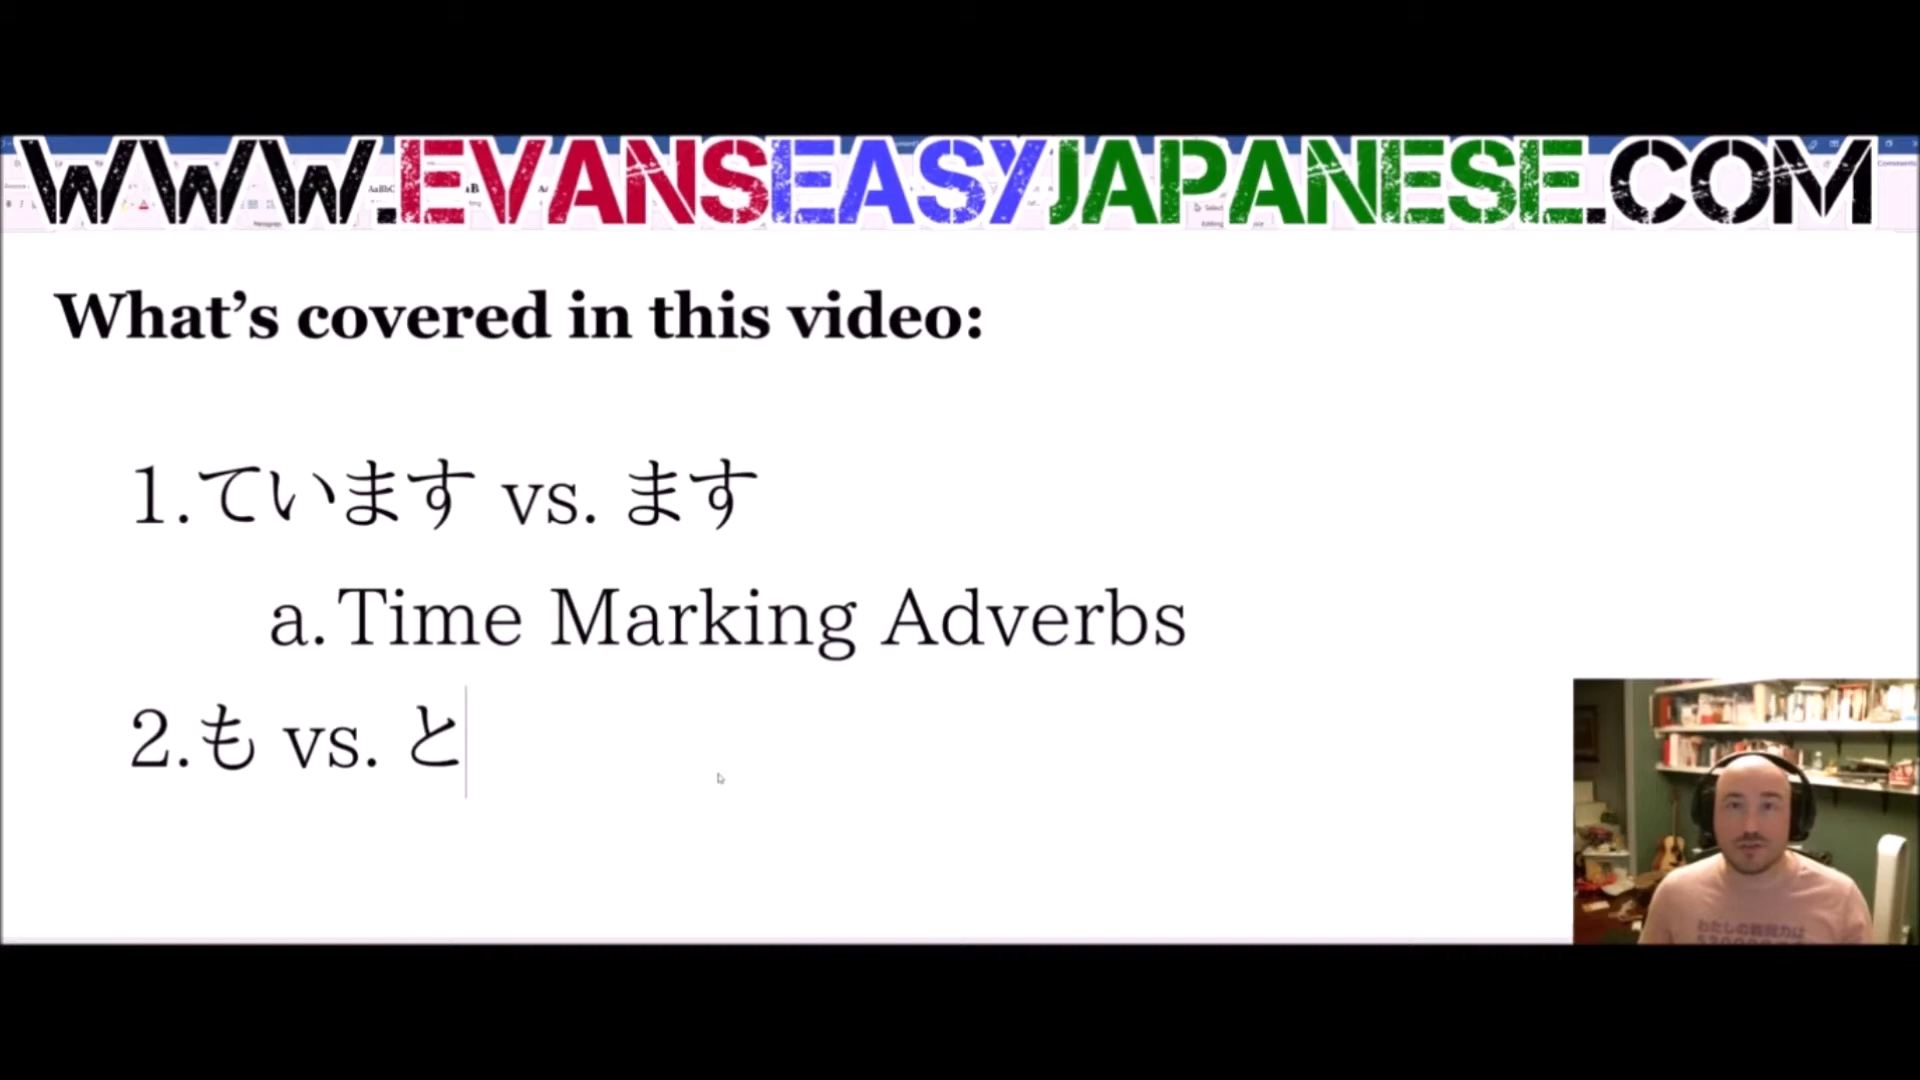 WWW.EVANSEASYJAPANESE.COM
What's covered in this video:
1.ています vs. ます
a.Time Marking Adverbs
2.も vs. と